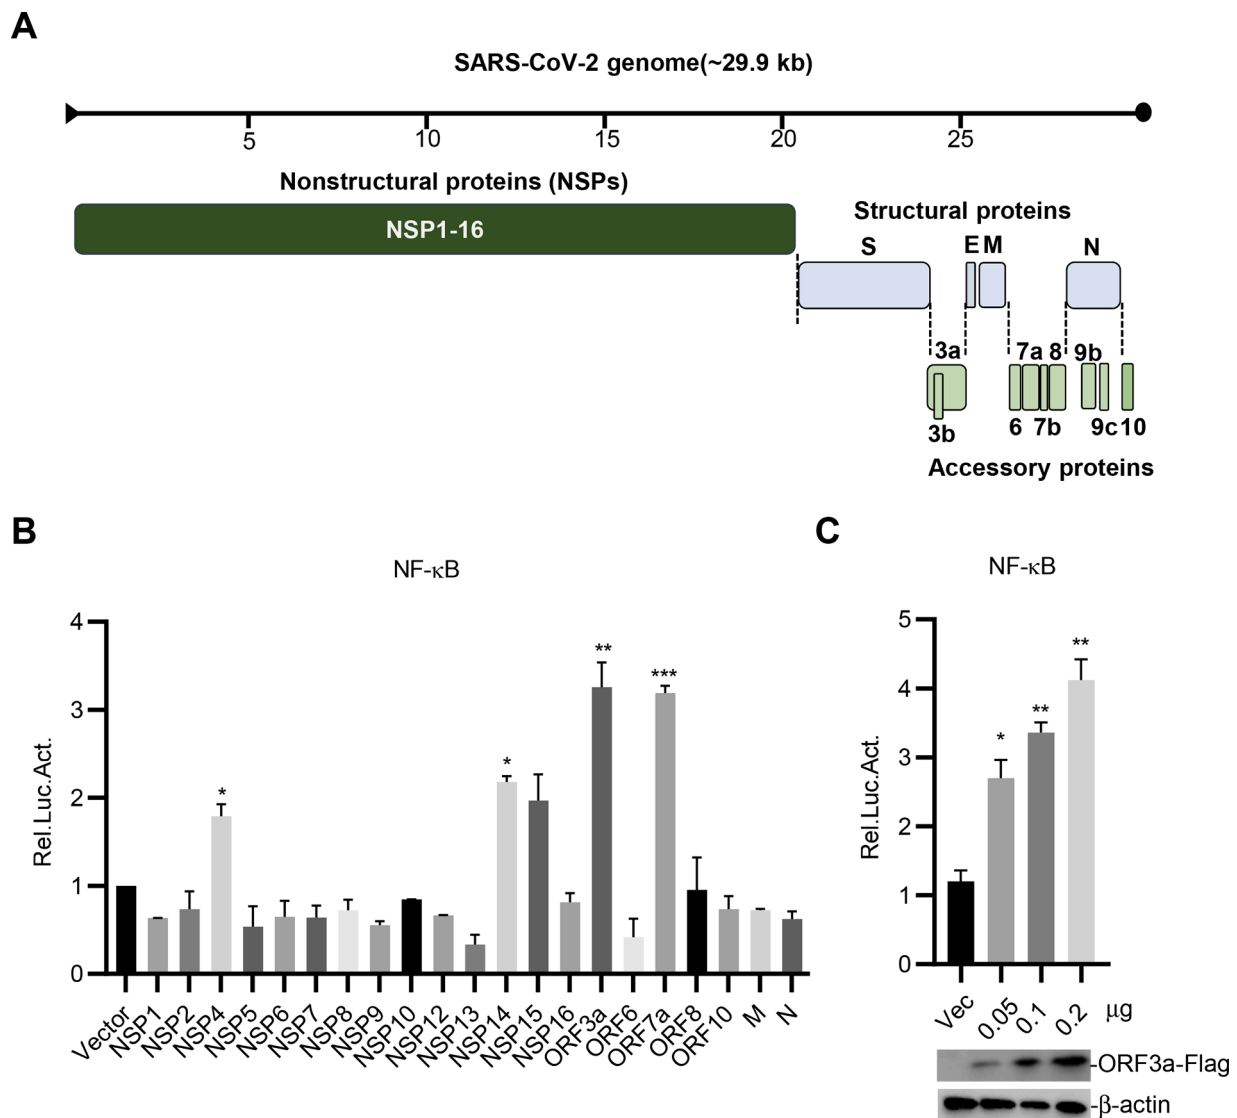 A
SARS-CoV-2 genome(~29.9 kb)
5 10 15 20 25
Nonstructural proteins (NSPs)
NSP1-16
Structural proteins
S E M N
3a 7a 8 9b
3b 6 7b 9c 10
Accessory proteins
B
NF-κB
Rel.Luc.Act.
4
3
2
1
0
* * ** ***
Vector NSP1 NSP2 NSP4 NSP5 NSP6 NSP7 NSP8 NSP9 NSP10 NSP12 NSP13 NSP14 NSP15 NSP16 ORF3a ORF6 ORF7a ORF8 ORF10 M N
C
NF-κB
Rel.Luc.Act.
5
4
3
2
1
0
* ** **
Vec 0.05 0.1 0.2 μg
-ORF3a-Flag
-β-actin